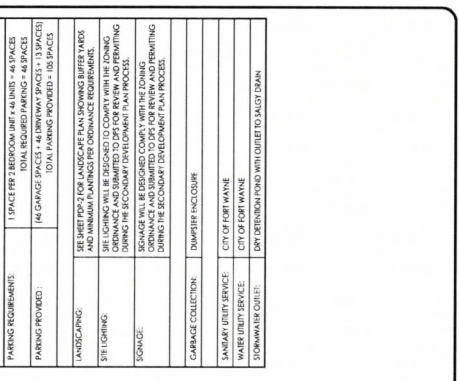 PARKING REQUIREMENTS:
1 SPACE PER 2 BEDROOM UNIT x 46 UNITS = 46 SPACES
TOTAL REQUIRED PARKING = 46 SPACES
PARKING PROVIDED :
(46 GARAGE SPACES + 46 DRIVEWAY SPACES + 13 SPACES)
TOTAL PARKING PROVIDED = 105 SPACES
LANDSCAPING:
SEE SHEET PDP-2 FOR LANDSCAPE PLAN SHOWING BUFFER YARDS
AND MINIMUM PLANTINGS PER ORDINANCE REQUIREMENTS.
SITE LIGHTING:
SITE LIGHTING WILL BE DESIGNED TO COMPLY WITH THE ZONING
ORDINANCE AND SUBMITTED TO DPS FOR REVIEW AND PERMITTING
DURING THE SECONDARY DEVELOPMENT PLAN PROCESS.
SIGNAGE:
SIGNAGE WILL BE DESIGNED COMPLY WITH THE ZONING
ORDINANCE AND SUBMITTED TO DPS FOR REVIEW AND PERMITTING
DURING THE SECONDARY DEVELOPMENT PLAN PROCESS.
GARBAGE COLLECTION:
DUMPSTER ENCLOSURE
SANITARY UTILITY SERVICE:
CITY OF FORT WAYNE
WATER UTILITY SERVICE:
CITY OF FORT WAYNE
STORMWATER OUTLET:
DRY DETENTION POND WITH OUTLET TO SALGY DRAIN